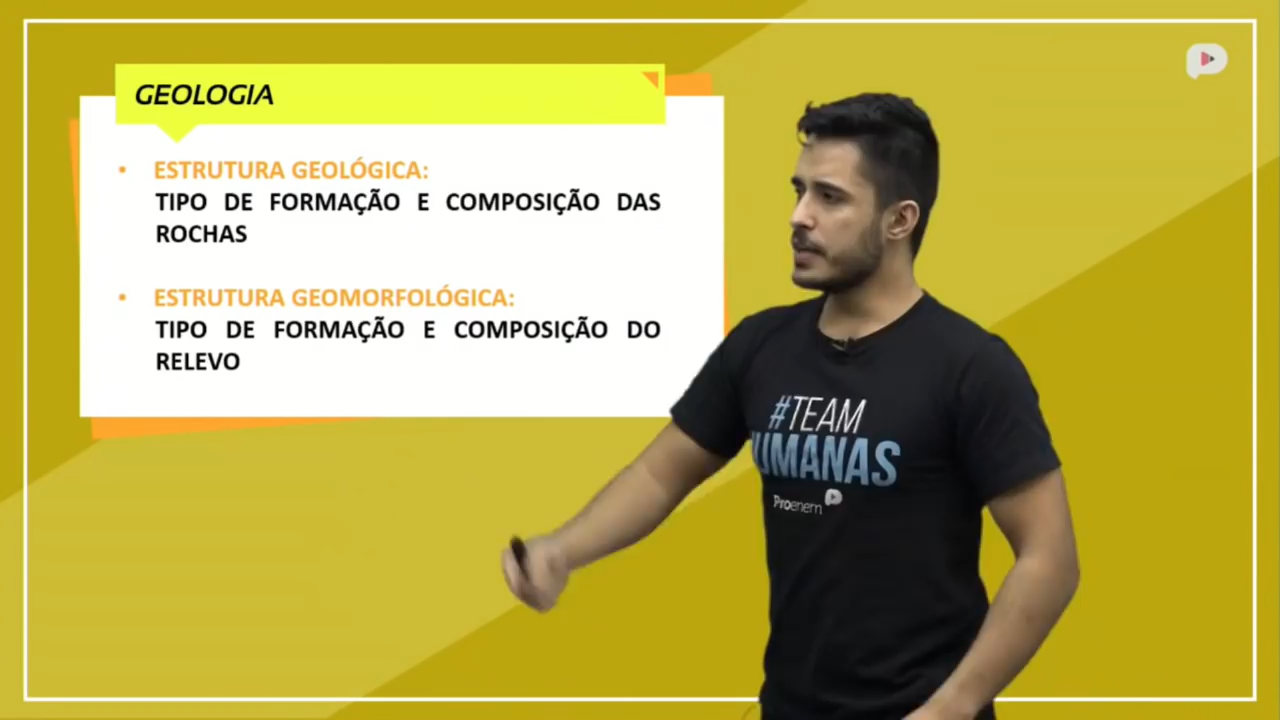 GEOLOGIA
• ESTRUTURA GEOLÓGICA:
TIPO DE FORMAÇÃO E COMPOSIÇÃO DAS
ROCHAS
• ESTRUTURA GEOMORFOLÓGICA:
TIPO DE FORMAÇÃO E COMPOSIÇÃO DO
RELEVO
#TEAM
UMANAS
Proenem